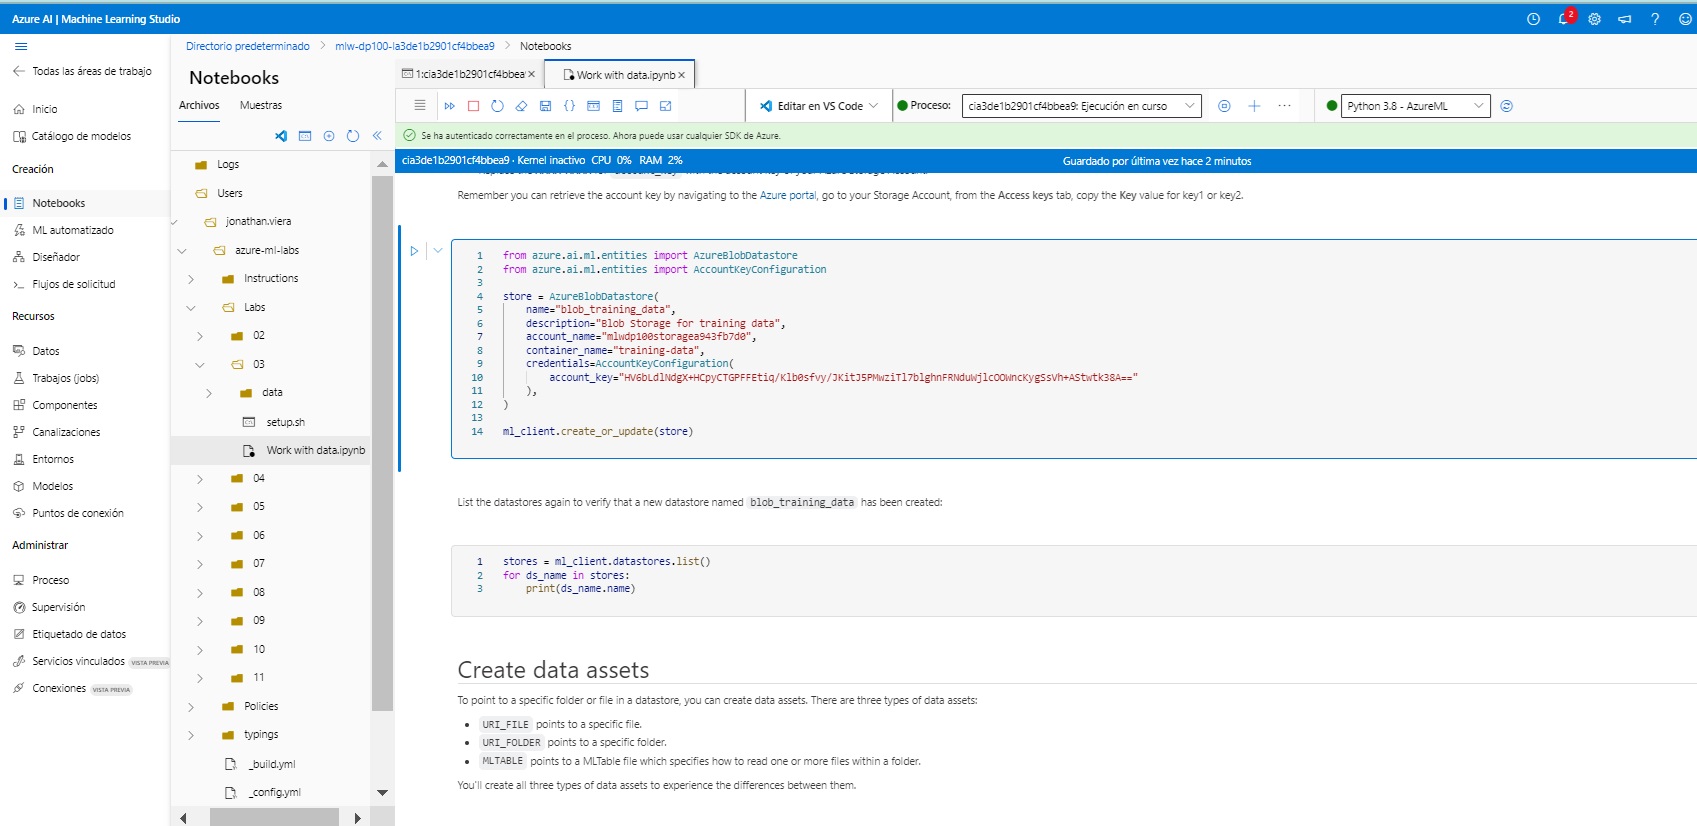 Azure AI | Machine Learning Studio
2
Directorio predeterminado > mlw-dp100-la3de1b2901cf4bbea9 > Notebooks
Todas las áreas de trabajo
Inicio
Catálogo de modelos
Creación
Notebooks
ML automatizado
Diseñador
Flujos de solicitud
Recursos
Datos
Trabajos (jobs)
Componentes
Canalizaciones
Entornos
Modelos
Puntos de conexión
Administrar
Proceso
Supervisión
Etiquetado de datos
Servicios vinculados VISTA PREVIA
Conexiones VISTA PREVIA
Notebooks
Archivos Muestras
Logs
Users
jonathan.viera
azure-ml-labs
Instructions
Labs
02
03
data
setup.sh
Work with data.ipynb
04
05
06
07
08
09
10
11
Policies
typings
_build.yml
_config.yml
1:cia3de1b2901cf4bbea Work with data.ipynb
Editar en VS Code Proceso: cia3de1b2901cf4bbea9: Ejecución en curso Python 3.8 - AzureML
Se ha autenticado correctamente en el proceso. Ahora puede usar cualquier SDK de Azure.
cia3de1b2901cf4bbea9 · Kernel inactivo CPU 0% RAM 2% Guardado por última vez hace 2 minutos
Remember you can retrieve the account key by navigating to the Azure portal, go to your Storage Account, from the Access keys tab, copy the Key value for key1 or key2.
1 from azure.ai.ml.entities import AzureBlobDatastore
2 from azure.ai.ml.entities import AccountKeyConfiguration
3
4 store = AzureBlobDatastore(
5 name="blob_training_data",
6 description="Blob Storage for training data",
7 account_name="mlwdp100storagea943fb7d0",
8 container_name="training-data",
9 credentials=AccountKeyConfiguration(
10 account_key="HV6bLdlNdgX+HCpyCTGPFFEtiq/Klb0sfvy/JKitJ5PMwziTl7blghnFRNduWjlcOOWncKygSsVh+AStwtk38A=="
11 ),
12 )
13
14 ml_client.create_or_update(store)
List the datastores again to verify that a new datastore named blob_training_data has been created:
1 stores = ml_client.datastores.list()
2 for ds_name in stores:
3 print(ds_name.name)
Create data assets
To point to a specific folder or file in a datastore, you can create data assets. There are three types of data assets:
• URI_FILE points to a specific file.
• URI_FOLDER points to a specific folder.
• MLTABLE points to a MLTable file which specifies how to read one or more files within a folder.
You'll create all three types of data assets to experience the differences between them.